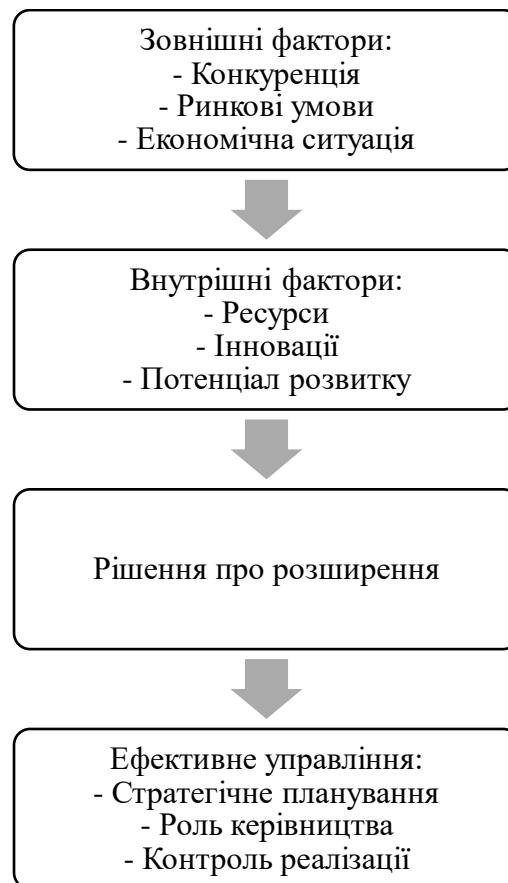 Зовнішні фактори:
- Конкуренція
- Ринкові умови
- Економічна ситуація
Внутрішні фактори:
- Ресурси
- Інновації
- Потенціал розвитку
Рішення про розширення
Ефективне управління:
- Стратегічне планування
- Роль керівництва
- Контроль реалізації